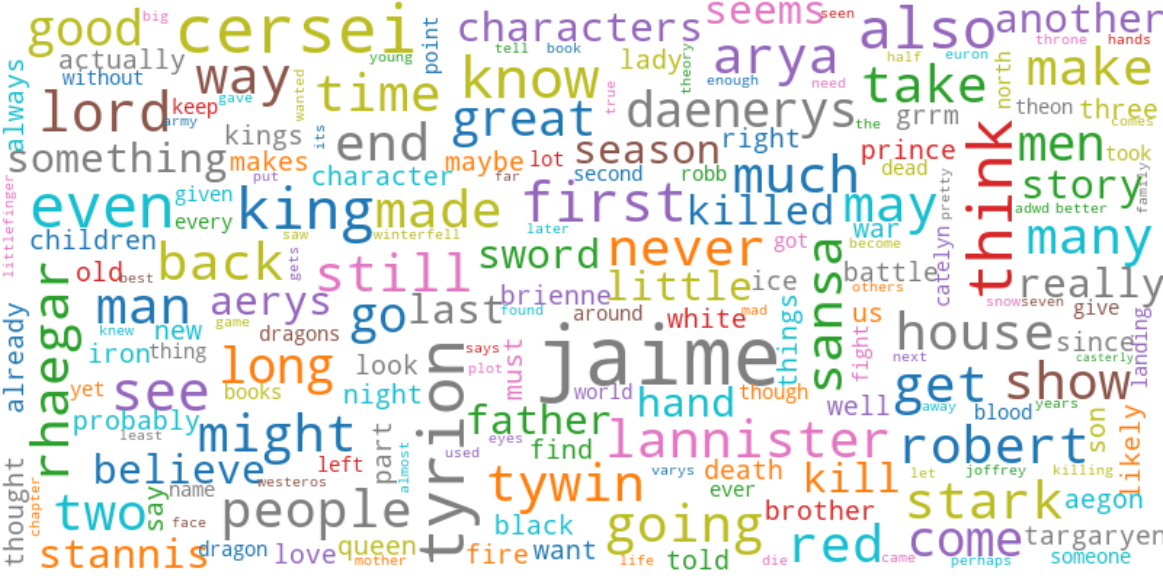 good
big
cersei
characters
seems
seen
also
another
throne
hands
actually
way
young
point
tell
book
lady
theory
arya
half
euron
north
make
always
without
keep
gave
wanted
time
know
enough
need
take
lord
army
kings
its
end
great
true
daenerys
the
grrm
theon
three
comes
something
makes
maybe
lot
season
right
prince
think
men
took
put
character
far
second
robb
much
dead
story
family
littlefinger
even
given
every
king
made
first
killed
may
adwd
better
pretty
children
saw
winterfell
later
war
many
old
best
back
gets
still
sword
never
got
sansa
become
battle
others
catelyn
really
rhaegar
man
aerys
go
last
brienne
little
ice
snow
seven
give
already
knew
new
game
dragons
found
around
white
mad
things
us
fight
house
since
landing
iron
thing
long
look
tyrion
says
plot
must
jaime
next
casterly
yet
see
books
night
world
though
get
show
probably
least
might
part
almost
father
hand
well
away
blood
years
son
likely
used
eyes
find
lannister
robert
thought
chapter
believe
westeros
left
tywin
varys
death
kill
let
joffrey
killing
two
say
name
face
people
ever
brother
stark
aegon
black
going
red
come
targaryen
stannis
dragon
love
queen
mother
fire
want
life
told
die
came
perhaps
someone